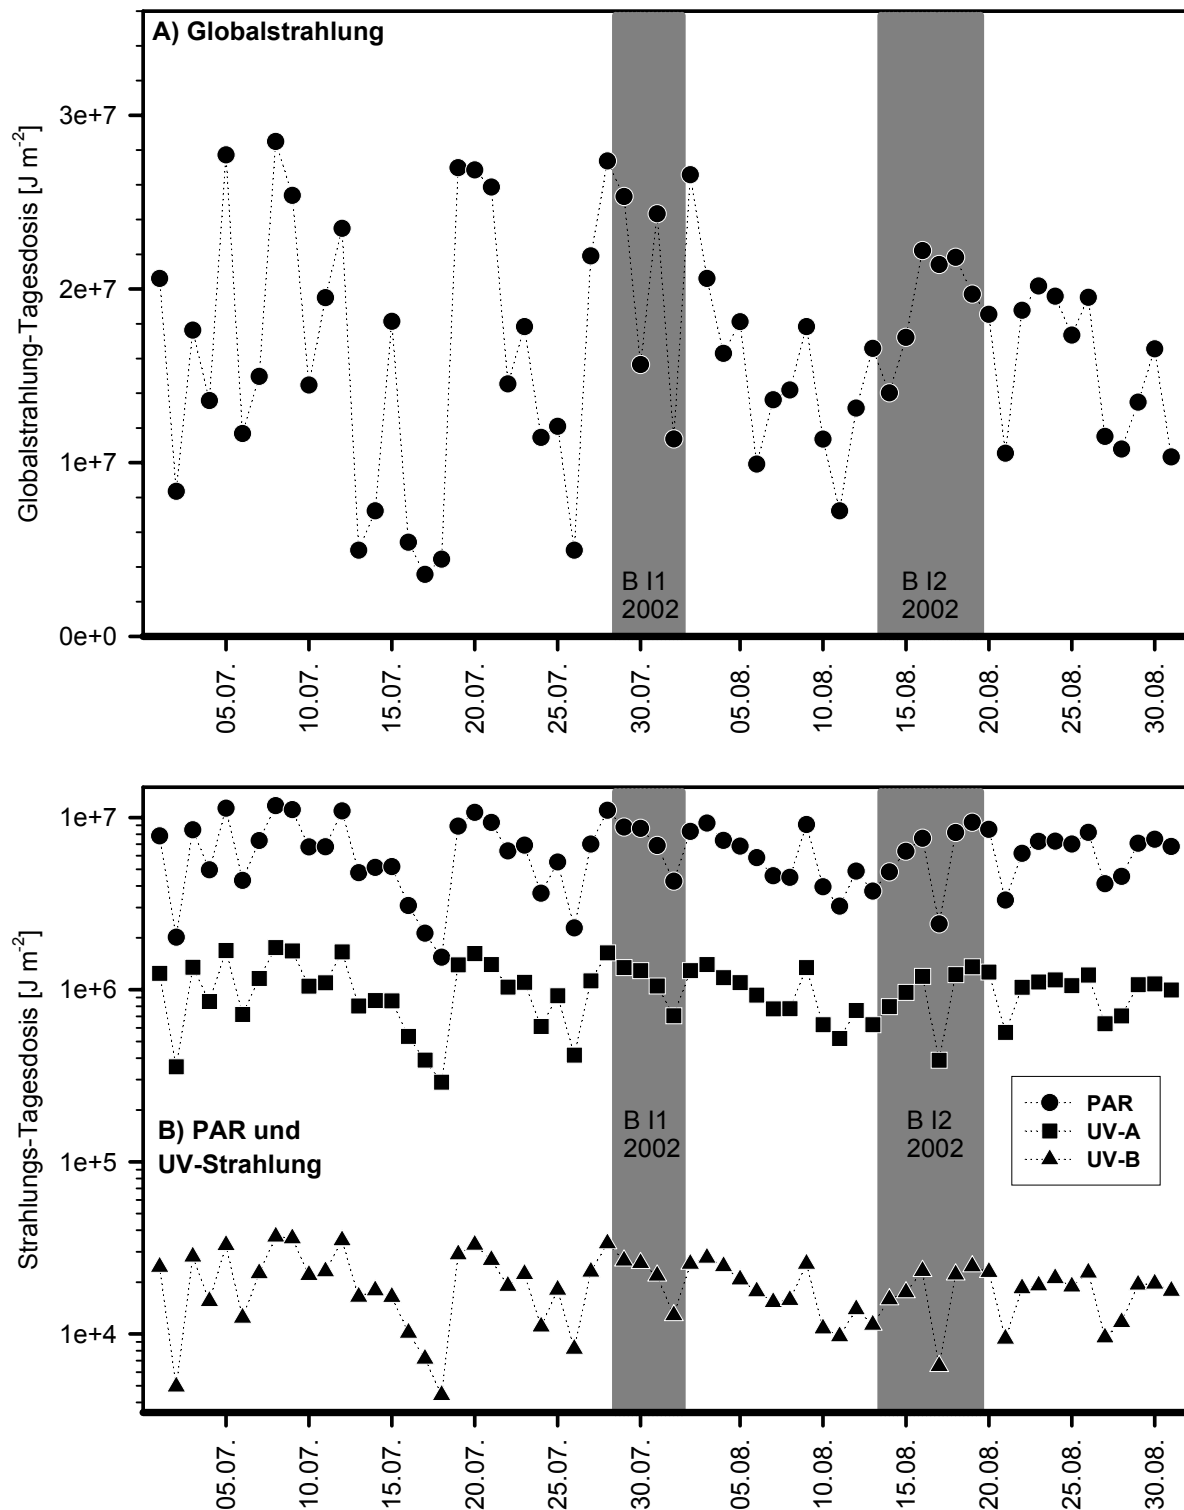 A) Globalstrahlung
Globalstrahlung-Tagesdosis [J m⁻²]
3e+7
2e+7
1e+7
0e+0
B I1
2002
B I2
2002
05.07.
10.07.
15.07.
20.07.
25.07.
30.07.
05.08.
10.08.
15.08.
20.08.
25.08.
30.08.
Strahlungs-Tagesdosis [J m⁻²]
1e+7
1e+6
1e+5
1e+4
B) PAR und
UV-Strahlung
B I1
2002
B I2
2002
PAR
UV-A
UV-B
05.07.
10.07.
15.07.
20.07.
25.07.
30.07.
05.08.
10.08.
15.08.
20.08.
25.08.
30.08.